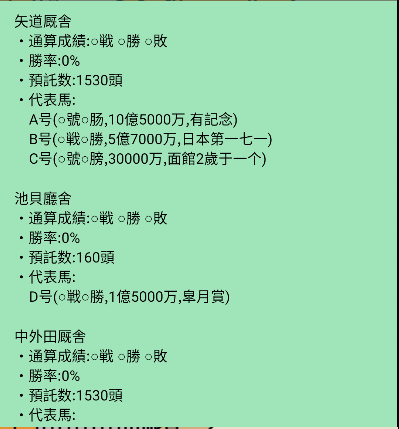 矢道厩舎
・通算成績:○戦 ○勝 ○敗
・勝率:0%
・預託数:1530頭
・代表馬:
A号(○號○肠,10億5000万,有記念)
B号(○戦○勝,5億7000万,日本第一七一)
C号(○號○膀,30000万,面館2歲于一个)
池貝廳舍
・通算成績:○戦 ○勝 ○敗
・勝率:0%
・預託数:160頭
・代表馬:
D号(○戦○勝,1億5000万,皐月賞)
中外田厩舎
・通算成績:○戦 ○勝 ○敗
・勝率:0%
・預託数:1530頭
・代表馬: